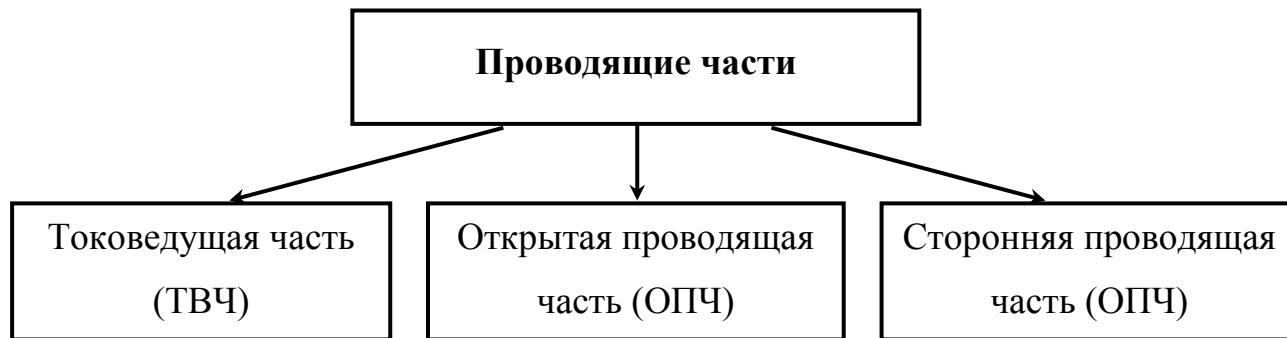 Проводящие части
Токоведущая часть
(ТВЧ)
Открытая проводящая
часть (ОПЧ)
Сторонняя проводящая
часть (ОПЧ)